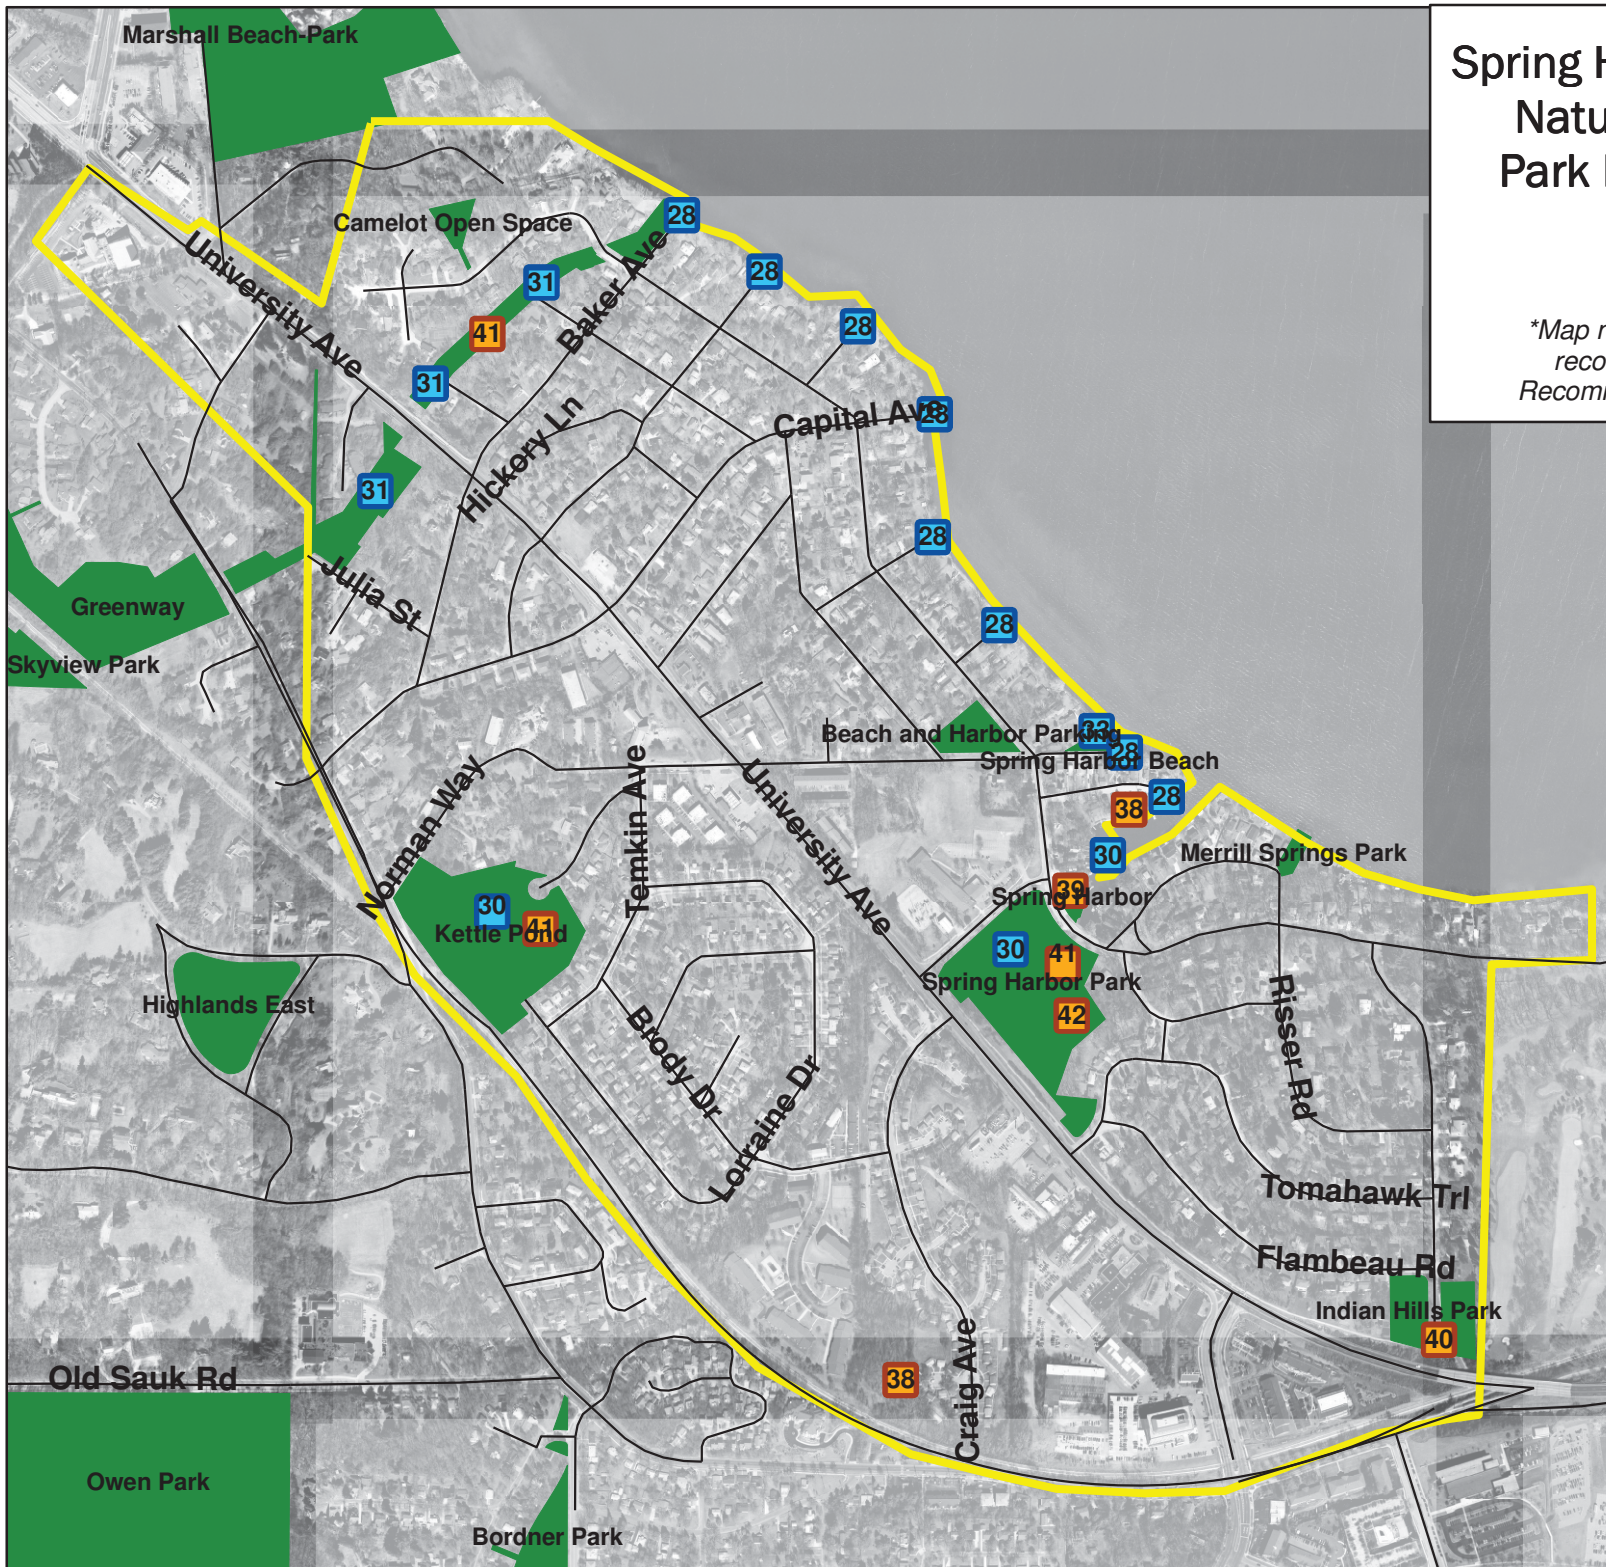 Marshall Beach-Park
Spring H
Natu
Park
*Map
reco
Recom
Camelot Open Space
28
28
28
28
28
28
University Ave
31
41
31
Baker Ave
Hickory Ln
Capital Ave
31
Julia St
Greenway
Skyview Park
Beach and Harbor Parking
33
28
Spring Harbor Beach
28
38
30
Merrill Springs Park
Norman Way
Temkin Ave
University Ave
39
Spring Harbor
30
41
Kettle Pond
30
41
Spring Harbor Park
42
Highlands East
Brody Dr
Lorraine Dr
Risser Rd
Tomahawk Trl
Flambeau Rd
Indian Hills Park
40
Old Sauk Rd
38
Craig Ave
Owen Park
Bordner Park